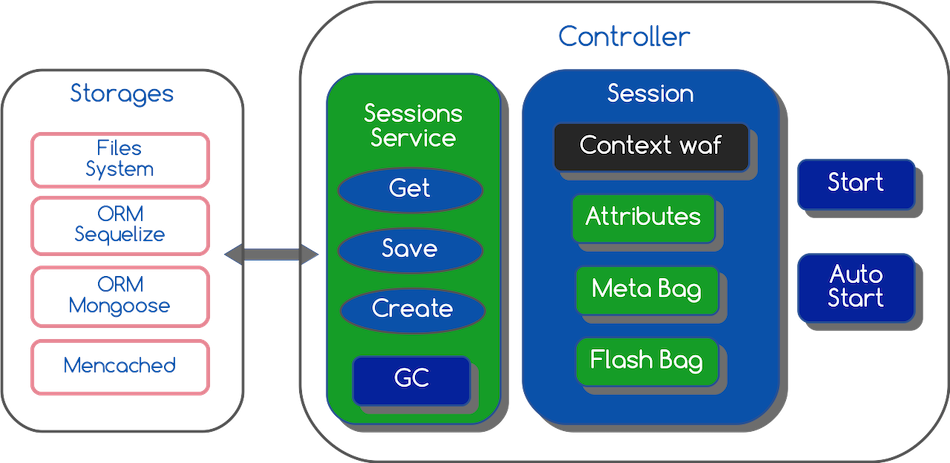 Controller
Storages
Files
System
ORM
Sequelize
ORM
Mongoose
Mencached
Sessions
Service
Get
Save
Create
GC
Session
Context waf
Attributes
Meta Bag
Flash Bag
Start
Auto
Start